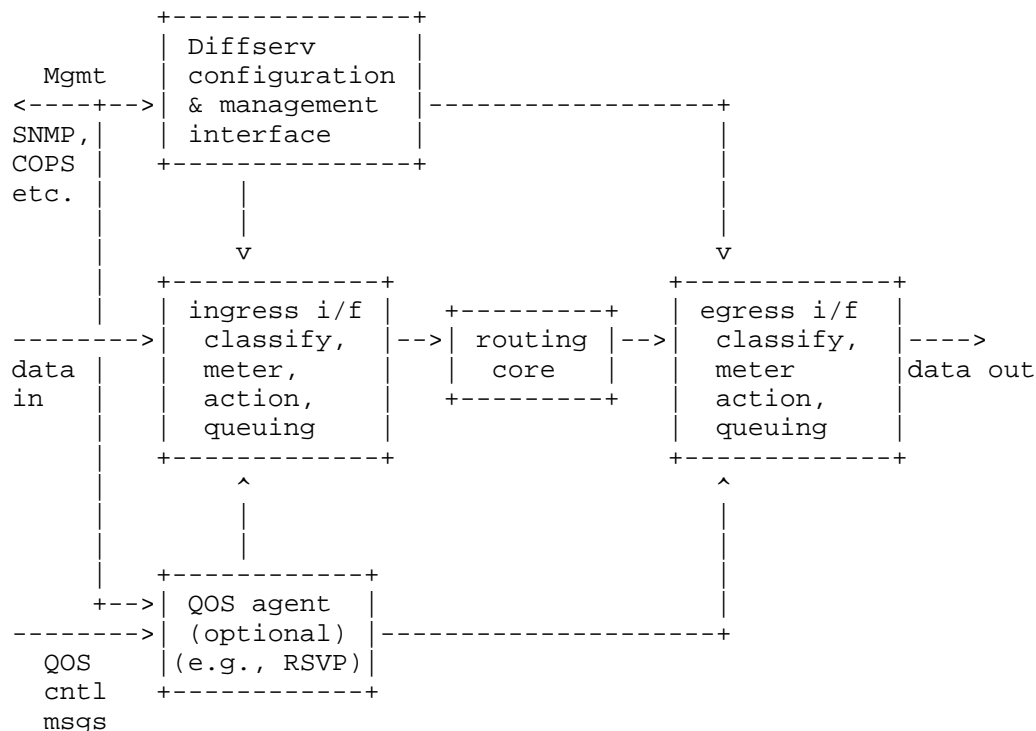 Diffserv
Mgmt configuration
& management
SNMP, interface
COPS
etc.
ingress i/f egress i/f
classify, routing classify,
data meter, core meter data out
in action, action,
queuing queuing
QOS agent
(optional)
QOS (e.g., RSVP)
cntl
msgs